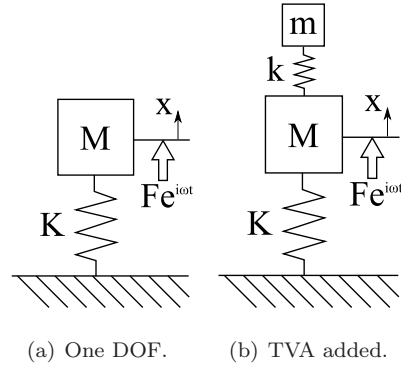 m
k
x
M
Fe^{iωt}
K
x
M
Fe^{iωt}
K
(a) One DOF.
(b) TVA added.